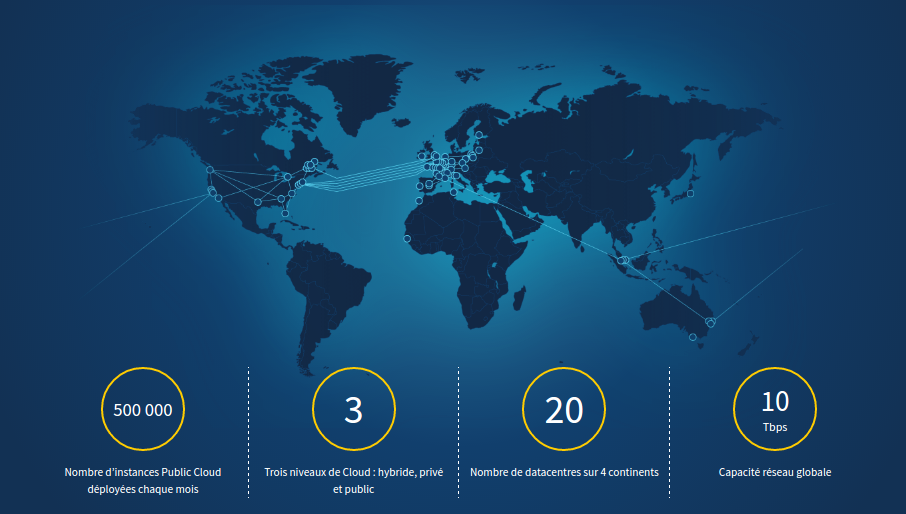 500 000
Nombre d'instances Public Cloud
déployées chaque mois
3
Trois niveaux de Cloud : hybride, privé
et public
20
Nombre de datacentres sur 4 continents
10
Tbps
Capacité réseau globale